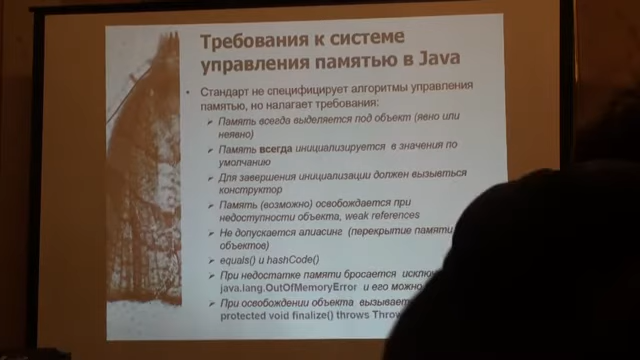 Требования к системе
управления памятью в Java
• Стандарт не специфицирует алгоритмы управления
памятью, но налагает требования:
➢ Память всегда выделяется под объект (явно или
неявно)
➢ Память всегда инициализируется в значения по
умолчанию
➢ Для завершения инициализации должен вызываться
конструктор
➢ Память (возможно) освобождается при
недоступности объекта, weak references
➢ Не допускается алиасинг (перекрытие памяти
объектов)
➢ equals() и hashCode()
➢ При недостатке памяти бросается
java.lang.OutOfMemoryError и его можно
➢ При освобождении объекта
protected void finalize() throws